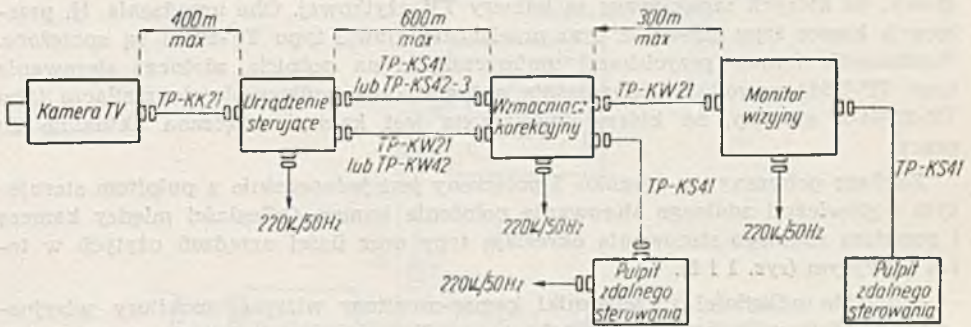 400m
max
600m
max
300m
max
Kamera TV
TP-KK21
Urządzenie
sterujące
TP-KS41
lub TP-KS42-3
TP-KW21
lub TP-KW42
Wzmacniacz
korekcyjny
TP-KW21
Monitor
wizyjny
TP-KS41
TP-KS41
220V/50Hz
220V/50Hz
220V/50Hz
220V/50Hz
Pulpit
zdalnego
sterowania
Pulpit
zdalnego
sterowania